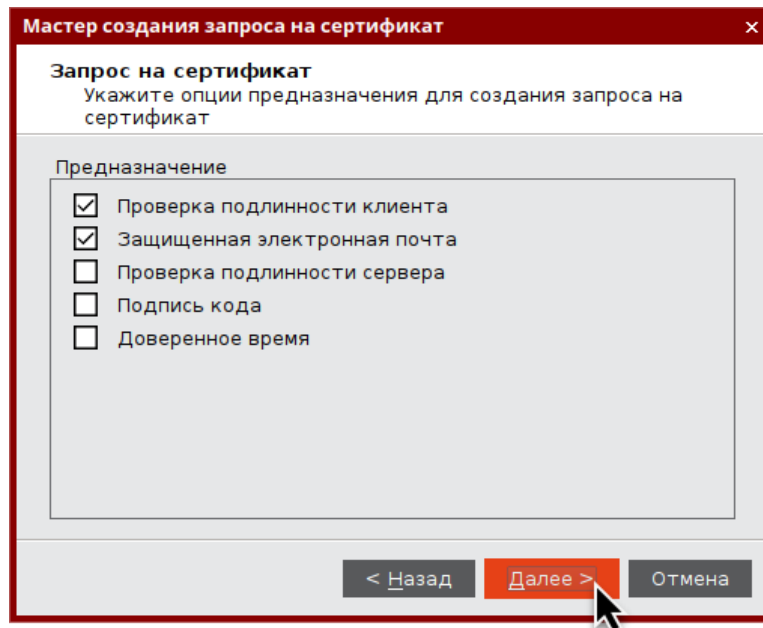 Мастер создания запроса на сертификат
Запрос на сертификат
Укажите опции предназначения для создания запроса на
сертификат
Предназначение
Проверка подлинности клиента
Защищенная электронная почта
Проверка подлинности сервера
Подпись кода
Доверенное время
< Назад Далее > Отмена